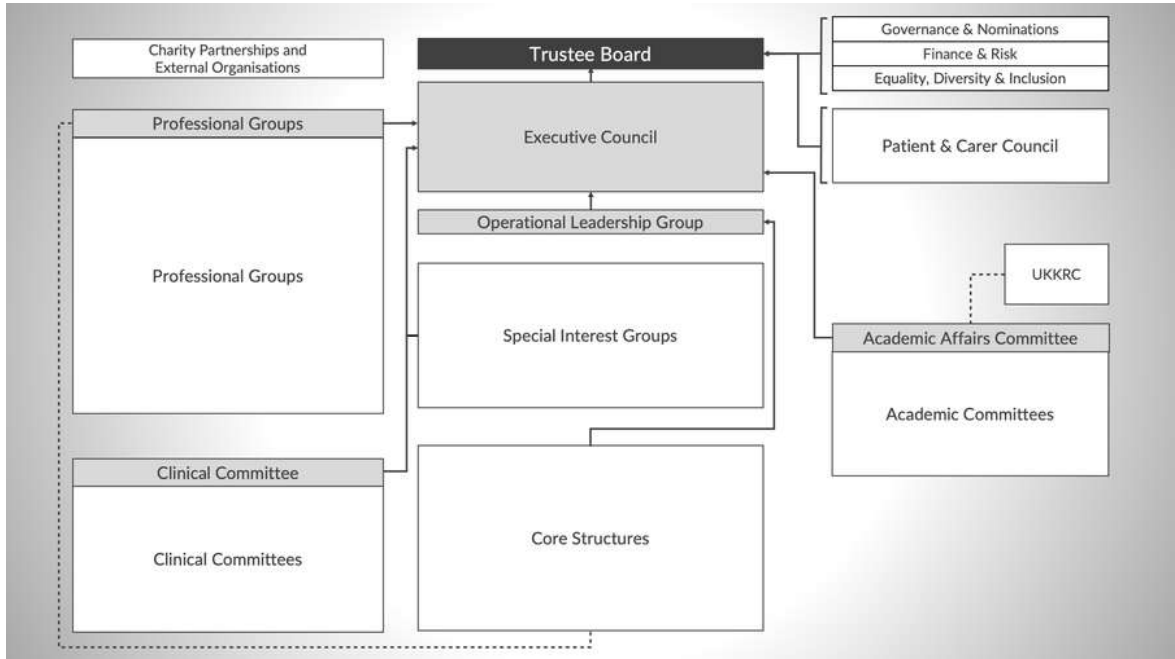 Charity Partnerships and
External Organisations
Trustee Board
Governance & Nominations
Finance & Risk
Equality, Diversity & Inclusion
Professional Groups
Executive Council
Patient & Carer Council
Operational Leadership Group
Professional Groups
Special Interest Groups
UKKRC
Academic Affairs Committee
Academic Committees
Clinical Committee
Core Structures
Clinical Committees